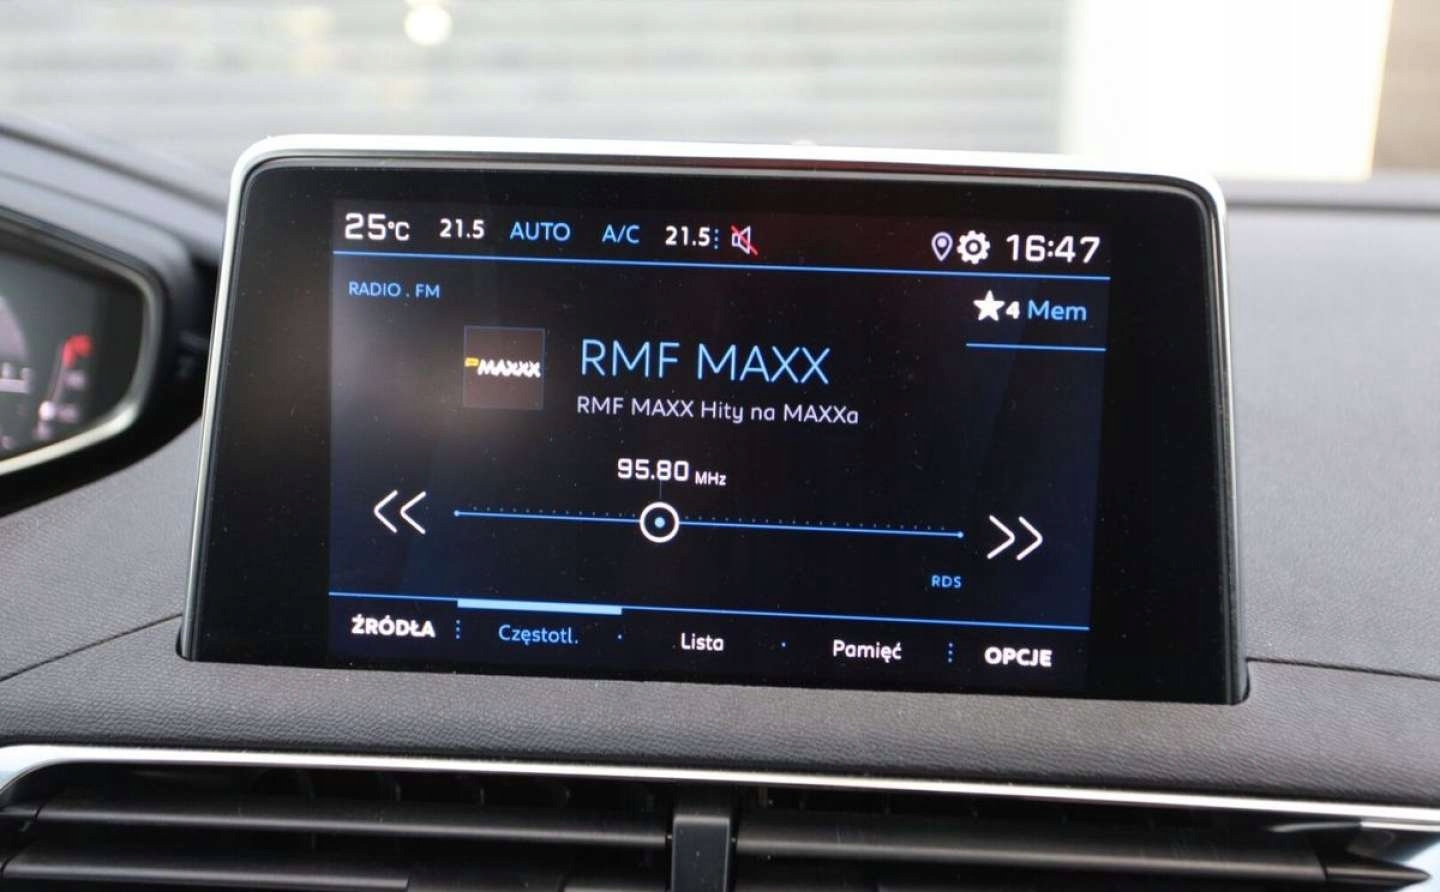 25°C 21.5 AUTO A/C 21.5 16:47
RADIO . FM
4 Mem
MAXXX
RMF MAXX
RMF MAXX Hity na MAXXa
95.80 MHz
RDS
ŹRÓDŁA Częstotl. Lista Pamięć OPCJE